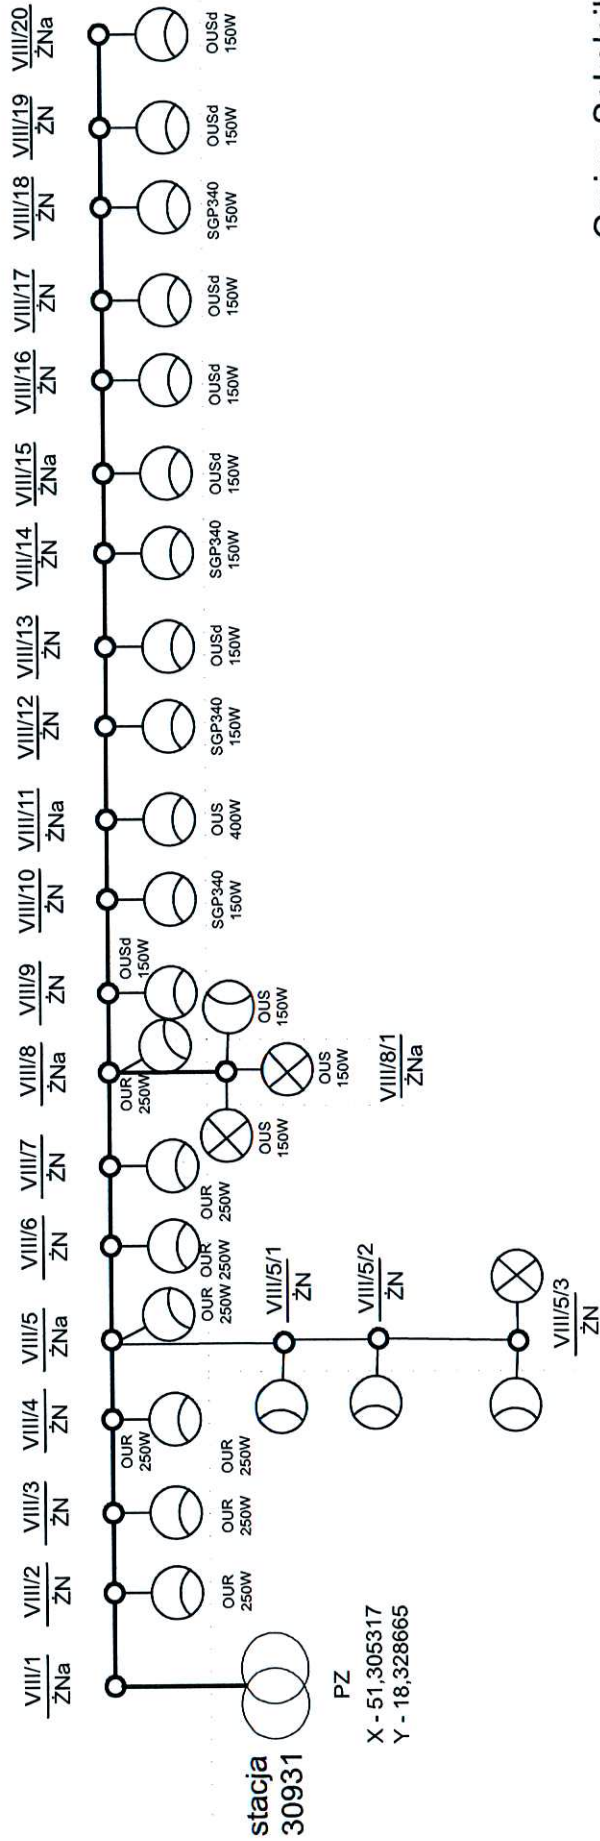 VIII/1
ŻNa
VIII/2
ŻN
VIII/3
ŻN
VIII/4
ŻN
VIII/5
ŻNa
VIII/6
ŻN
VIII/7
ŻN
VIII/8
ŻNa
VIII/9
ŻN
VIII/10
ŻN
VIII/11
ŻNa
VIII/12
ŻN
VIII/13
ŻN
VIII/14
ŻN
VIII/15
ŻNa
VIII/16
ŻN
VIII/17
ŻN
VIII/18
ŻN
VIII/19
ŻN
VIII/20
ŻNa
OUR
250W
OUR
250W
OUR
250W
OUR
250W
OUR
250W
OUR
250W
OUR
250W
OUR
250W
OUSd
150W
SGP340
150W
OUS
400W
SGP340
150W
OUSd
150W
SGP340
150W
OUSd
150W
OUSd
150W
OUSd
150W
SGP340
150W
OUSd
150W
OUSd
150W
OUS
150W
OUS
150W
OUS
150W
VIII/8/1
ŻNa
VIII/5/1
ŻN
VIII/5/2
ŻN
VIII/5/3
ŻN
stacja
30931
PZ
X - 51,305317
Y - 18,328665